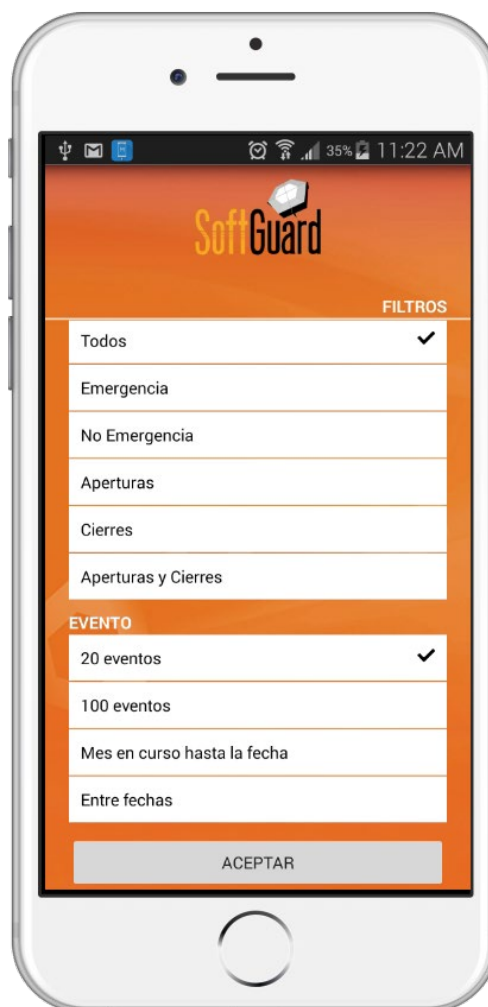 35% 11:22 AM
SoftGuard
FILTROS
Todos
Emergencia
No Emergencia
Aperturas
Cierres
Aperturas y Cierres
EVENTO
20 eventos
100 eventos
Mes en curso hasta la fecha
Entre fechas
ACEPTAR